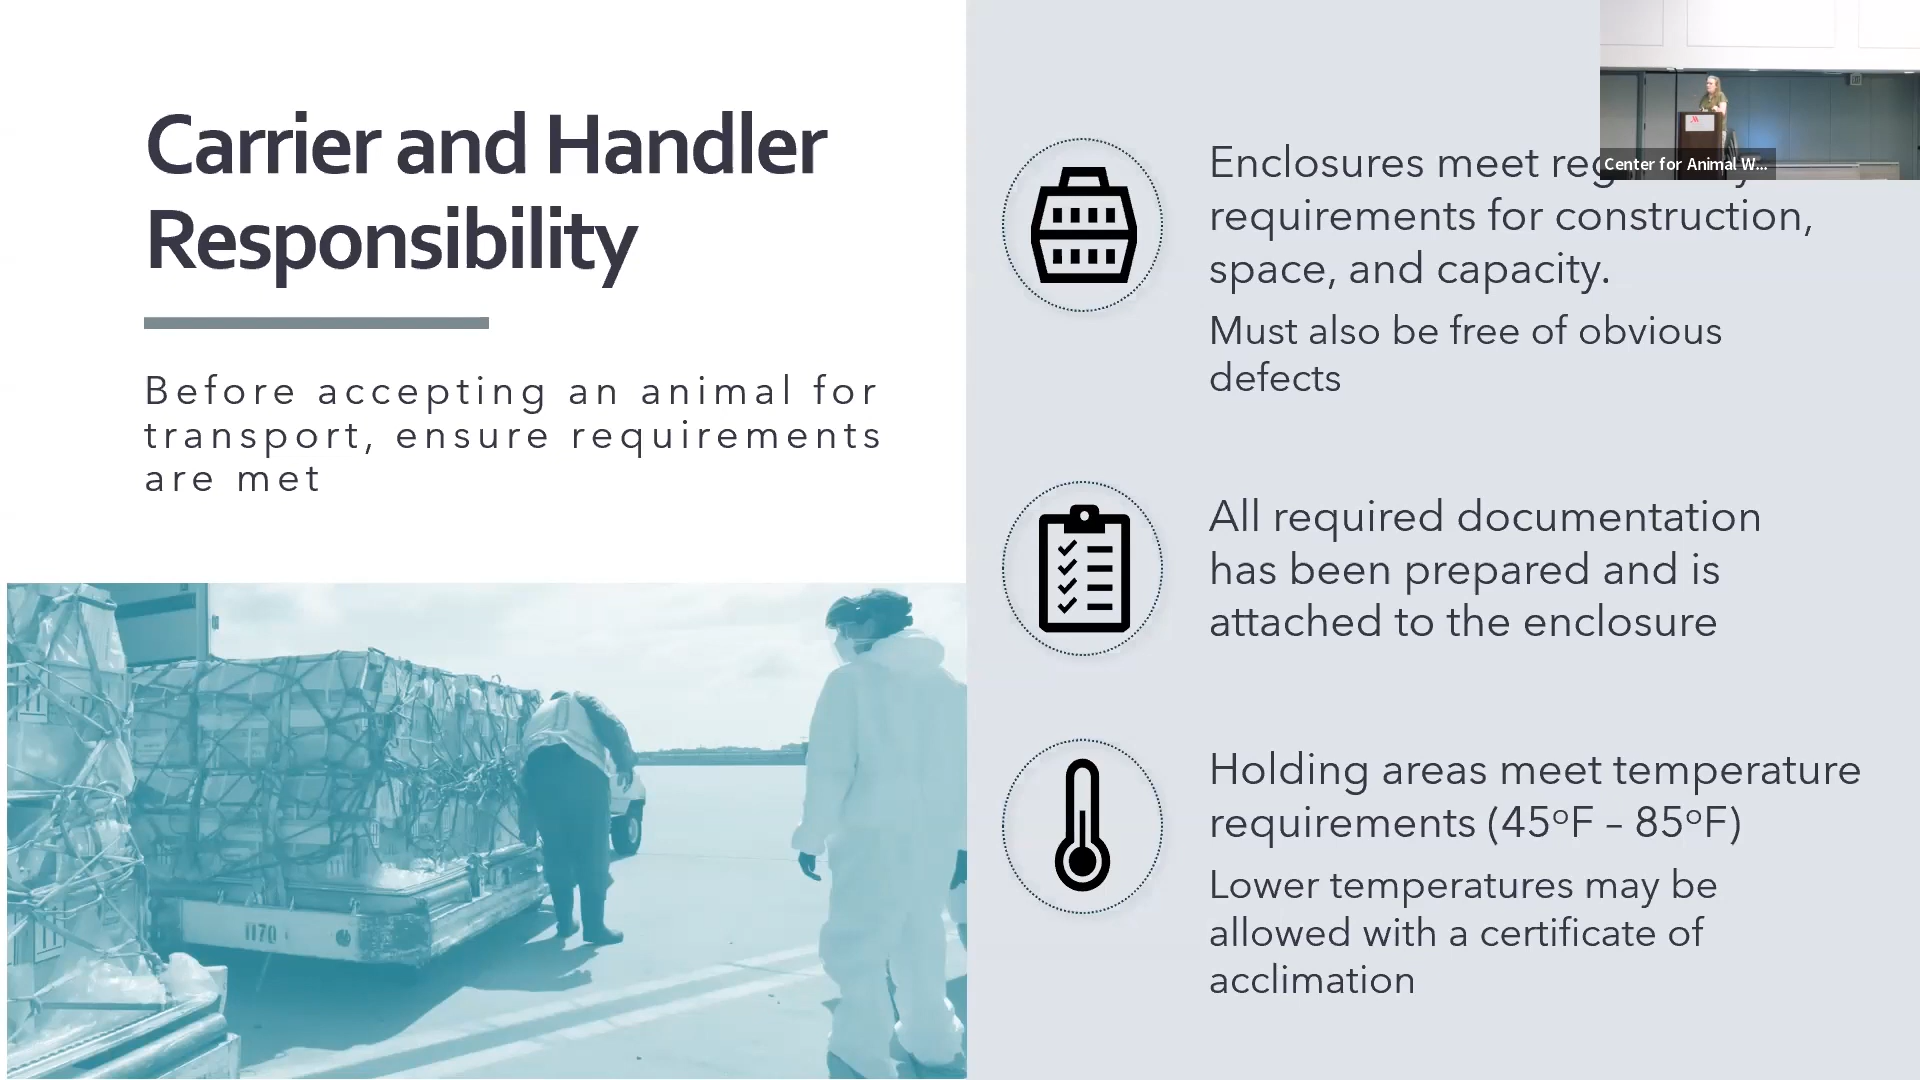 Carrier and Handler
Responsibility
Before accepting an animal for
transport, ensure requirements
are met
1170
Enclosures meet
requirements for construction,
space, and capacity.
Must also be free of obvious
defects
All required documentation
has been prepared and is
attached to the enclosure
Holding areas meet temperature
requirements (45ºF – 85ºF)
Lower temperatures may be
allowed with a certificate of
acclimation
Center for Animal W...